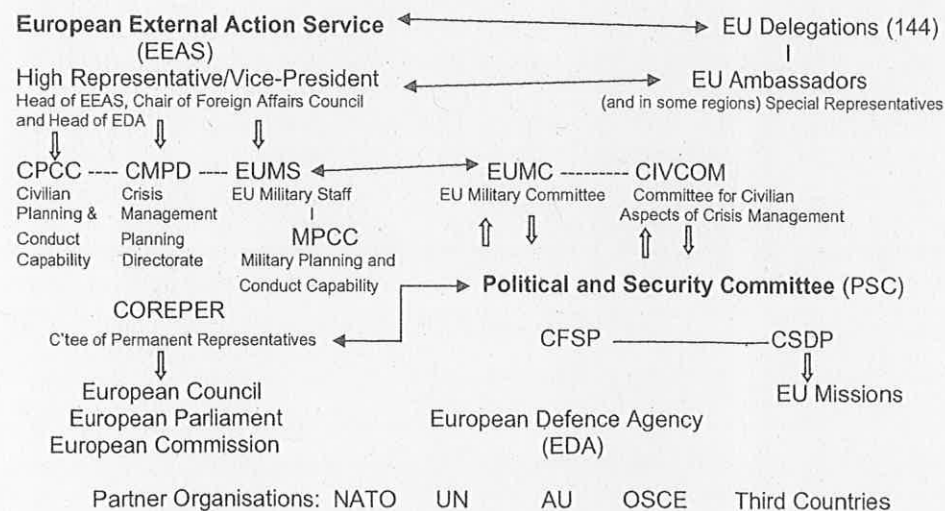 European External Action Service
(EEAS)
High Representative/Vice-President
Head of EEAS, Chair of Foreign Affairs Council
and Head of EDA
EU Delegations (144)
EU Ambassadors
(and in some regions) Special Representatives
CPCC ---- CMPD ---- EUMS
Civilian
Planning &
Conduct
Capability
Crisis
Management
Planning
Directorate
EU Military Staff
MPCC
Military Planning and
Conduct Capability
EUMC --------- CIVCOM
EU Military Committee
Committee for Civilian
Aspects of Crisis Management
Political and Security Committee (PSC)
COREPER
C'tee of Permanent Representatives
European Council
European Parliament
European Commission
CFSP
CSDP
EU Missions
European Defence Agency
(EDA)
Partner Organisations: NATO UN AU OSCE Third Countries